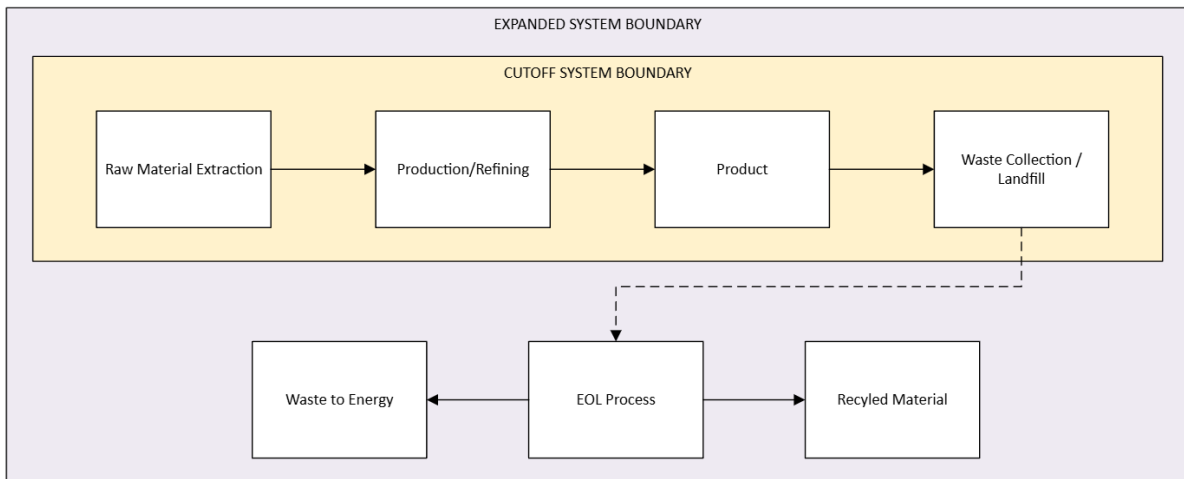 EXPANDED SYSTEM BOUNDARY
CUTOFF SYSTEM BOUNDARY
Raw Material Extraction
Production/Refining
Product
Waste Collection /
Landfill
Waste to Energy
EOL Process
Recyled Material